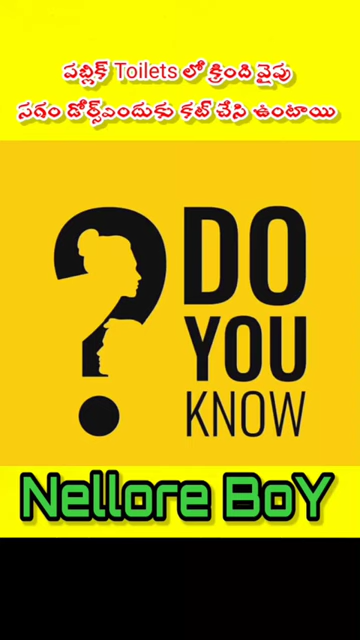 పబ్లిక్ Toilets లో క్రింది వైపు
సగం డోర్స్ఎందుకు కట్ చేసి ఉంటాయి
DO
YOU
KNOW
Nellore BoY